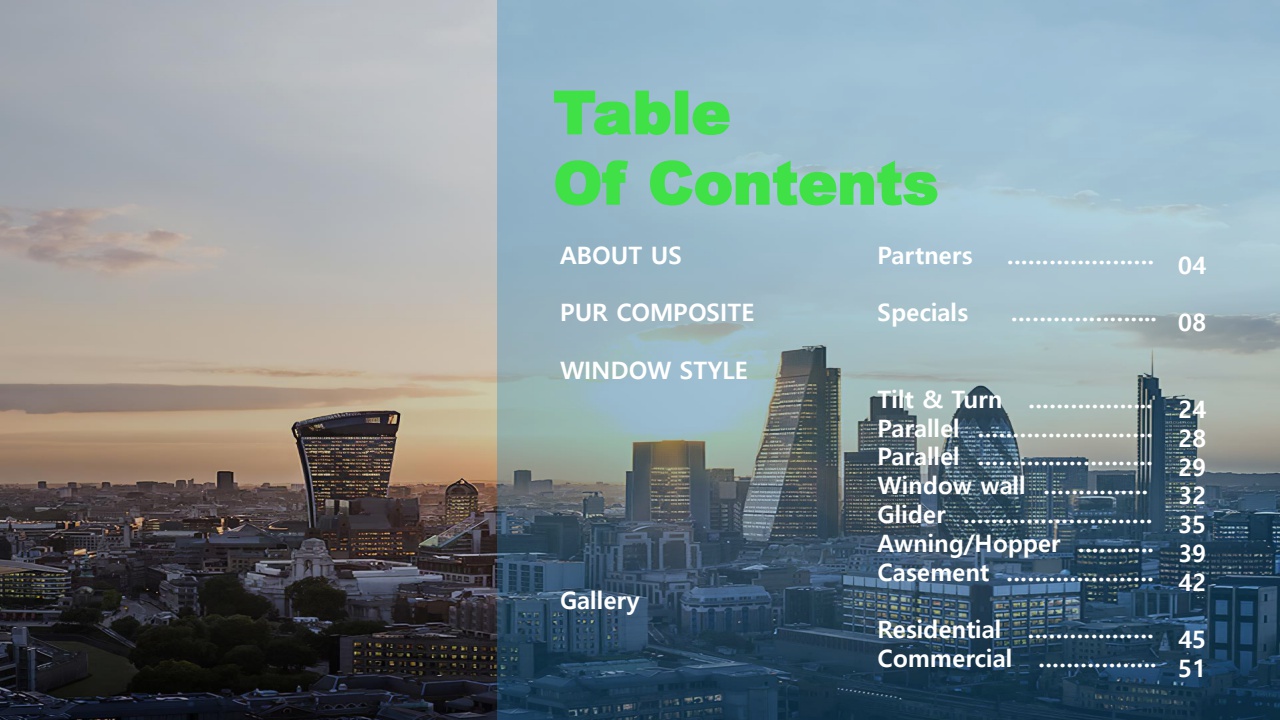 Table
Of Contents
ABOUT US Partners ..................... 04
PUR COMPOSITE Specials ..................... 08
WINDOW STYLE
Tilt & Turn .................. 24
Parallel ......................... 28
Parallel ......................... 29
Window wall ............... 32
Glider ........................... 35
Awning/Hopper ........... 39
Casement ..................... 42
Gallery
Residential .................. 45
Commercial ................. 51